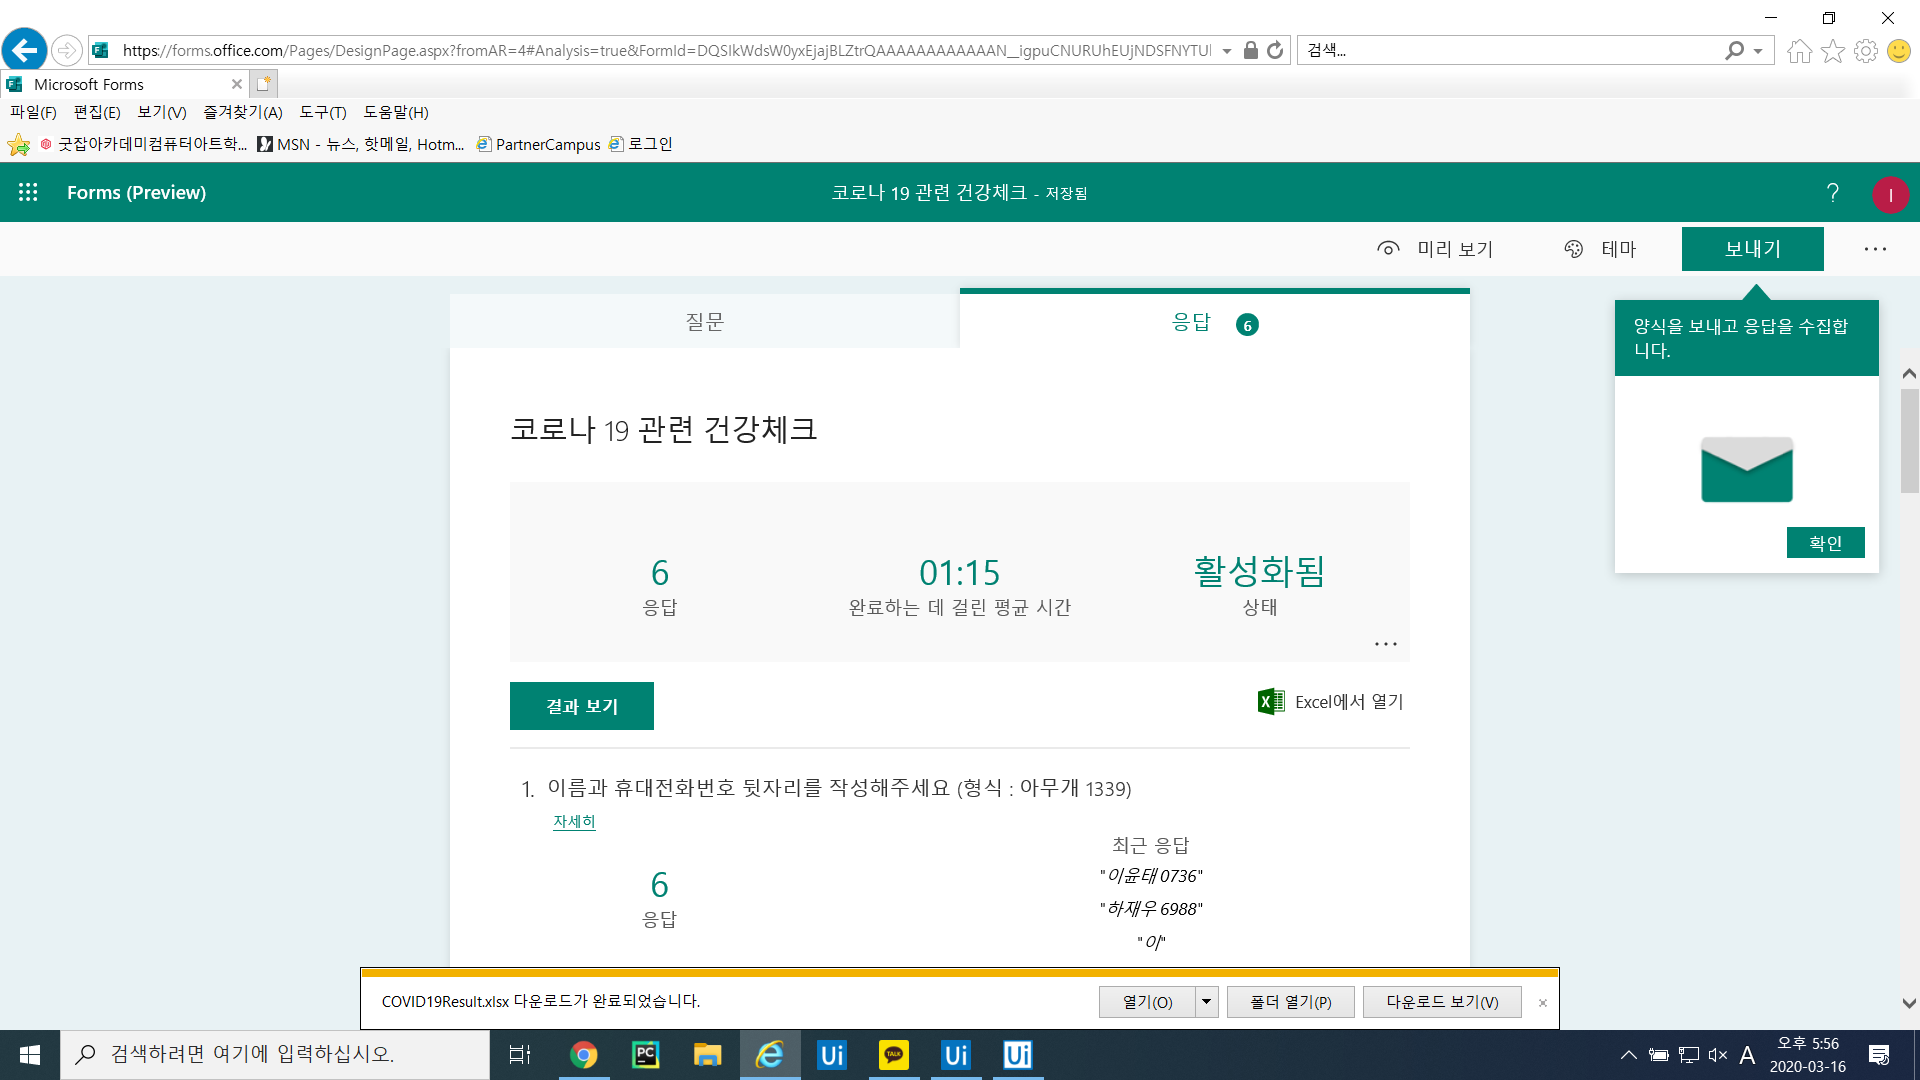 https://forms.office.com/Pages/DesignPage.aspx?fromAR=4#Analysis=true&FormId=DQSIkWdsW0yxEjajBLZtrQAAAAAAAAAAAAN__igpuCNURUhEUjNDSFNYTUI
검색...
Microsoft Forms
파일(F) 편집(E) 보기(V) 즐겨찾기(A) 도구(T) 도움말(H)
굿잡아카데미컴퓨터아트학... MSN - 뉴스, 핫메일, Hotm... PartnerCampus 로그인
Forms (Preview)
코로나 19 관련 건강체크 - 저장됨
?
I
미리 보기
테마
보내기
...
질문
응답 6
양식을 보내고 응답을 수집합
니다.
확인
코로나 19 관련 건강체크
6
응답
01:15
완료하는 데 걸린 평균 시간
활성화됨
상태
...
결과 보기
Excel에서 열기
1. 이름과 휴대전화번호 뒷자리를 작성해주세요 (형식 : 아무개 1339)
자세히
6
응답
최근 응답
"이윤태 0736"
"하재우 6988"
"이"
COVID19Result.xlsx 다운로드가 완료되었습니다.
열기(O)
폴더 열기(P)
다운로드 보기(V)
검색하려면 여기에 입력하십시오.
PC
Ui
TALK
Ui
Ui
A
오후 5:56
2020-03-16